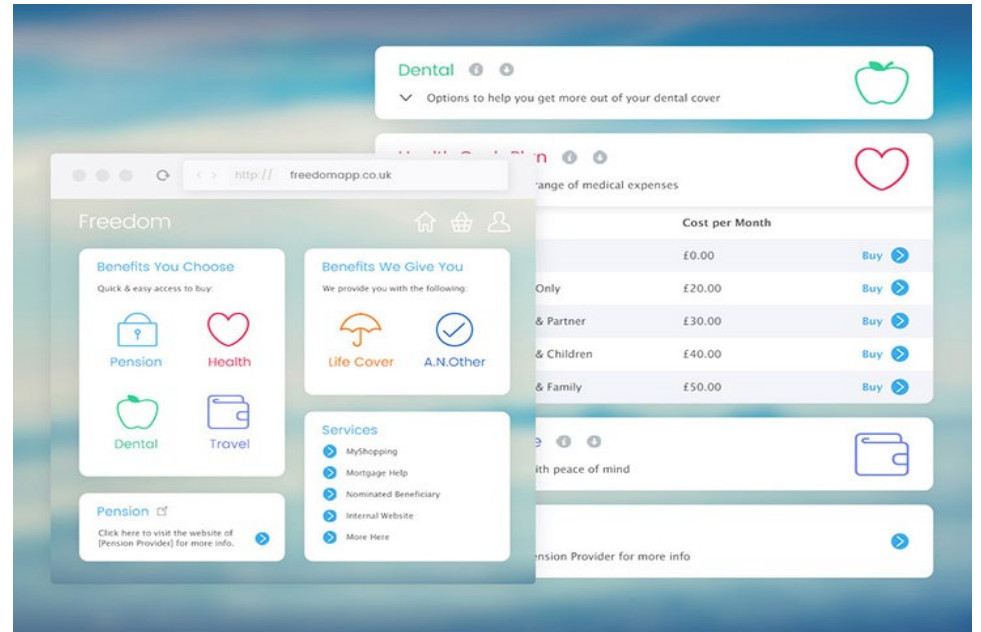 Dental
Options to help you get more out of your dental cover
range of medical expenses
Cost per Month
£0.00 Buy
Only £20.00 Buy
& Partner £30.00 Buy
& Children £40.00 Buy
& Family £50.00 Buy
ith peace of mind
ension Provider for more info
http:// freedomapp.co.uk
Freedom
Benefits You Choose
Quick & easy access to buy:
Pension Health
Dental Travel
Pension
Click here to visit the website of
[Pension Provider] for more info.
Benefits We Give You
We provide you with the following:
Life Cover A.N.Other
Services
MyShopping
Mortgage Help
Nominated Beneficiary
Internal Website
More Here